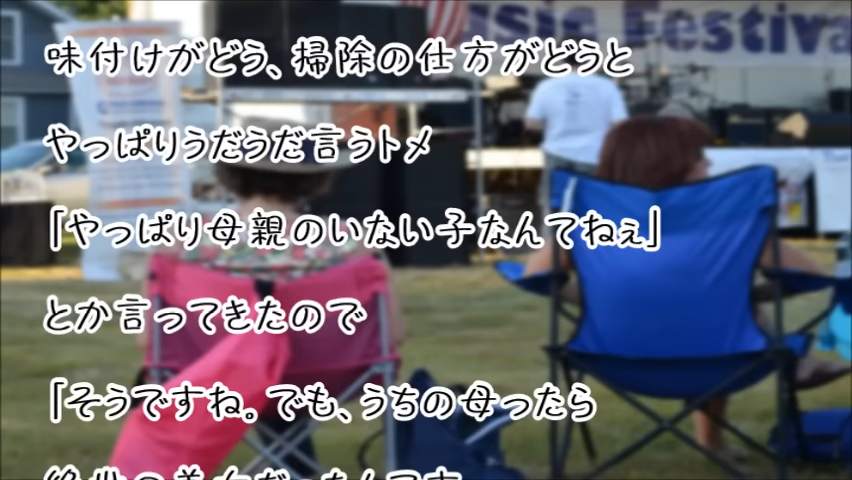 usic Festiva
味付けがどう、掃除の仕方がどうと
やっぱりうだうだ言うトメ
「やっぱり母親のいない子なんてねぇ」
とか言ってきたので
「そうですね。でも、うちの母ったら